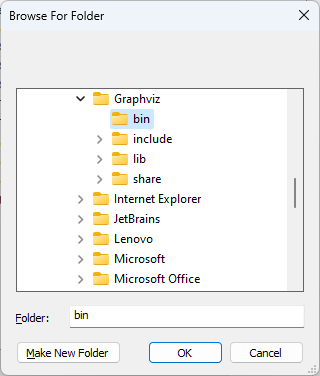 Browse For Folder
Graphviz
bin
include
lib
share
Internet Explorer
JetBrains
Lenovo
Microsoft
Microsoft Office
Folder: bin
Make New Folder OK Cancel